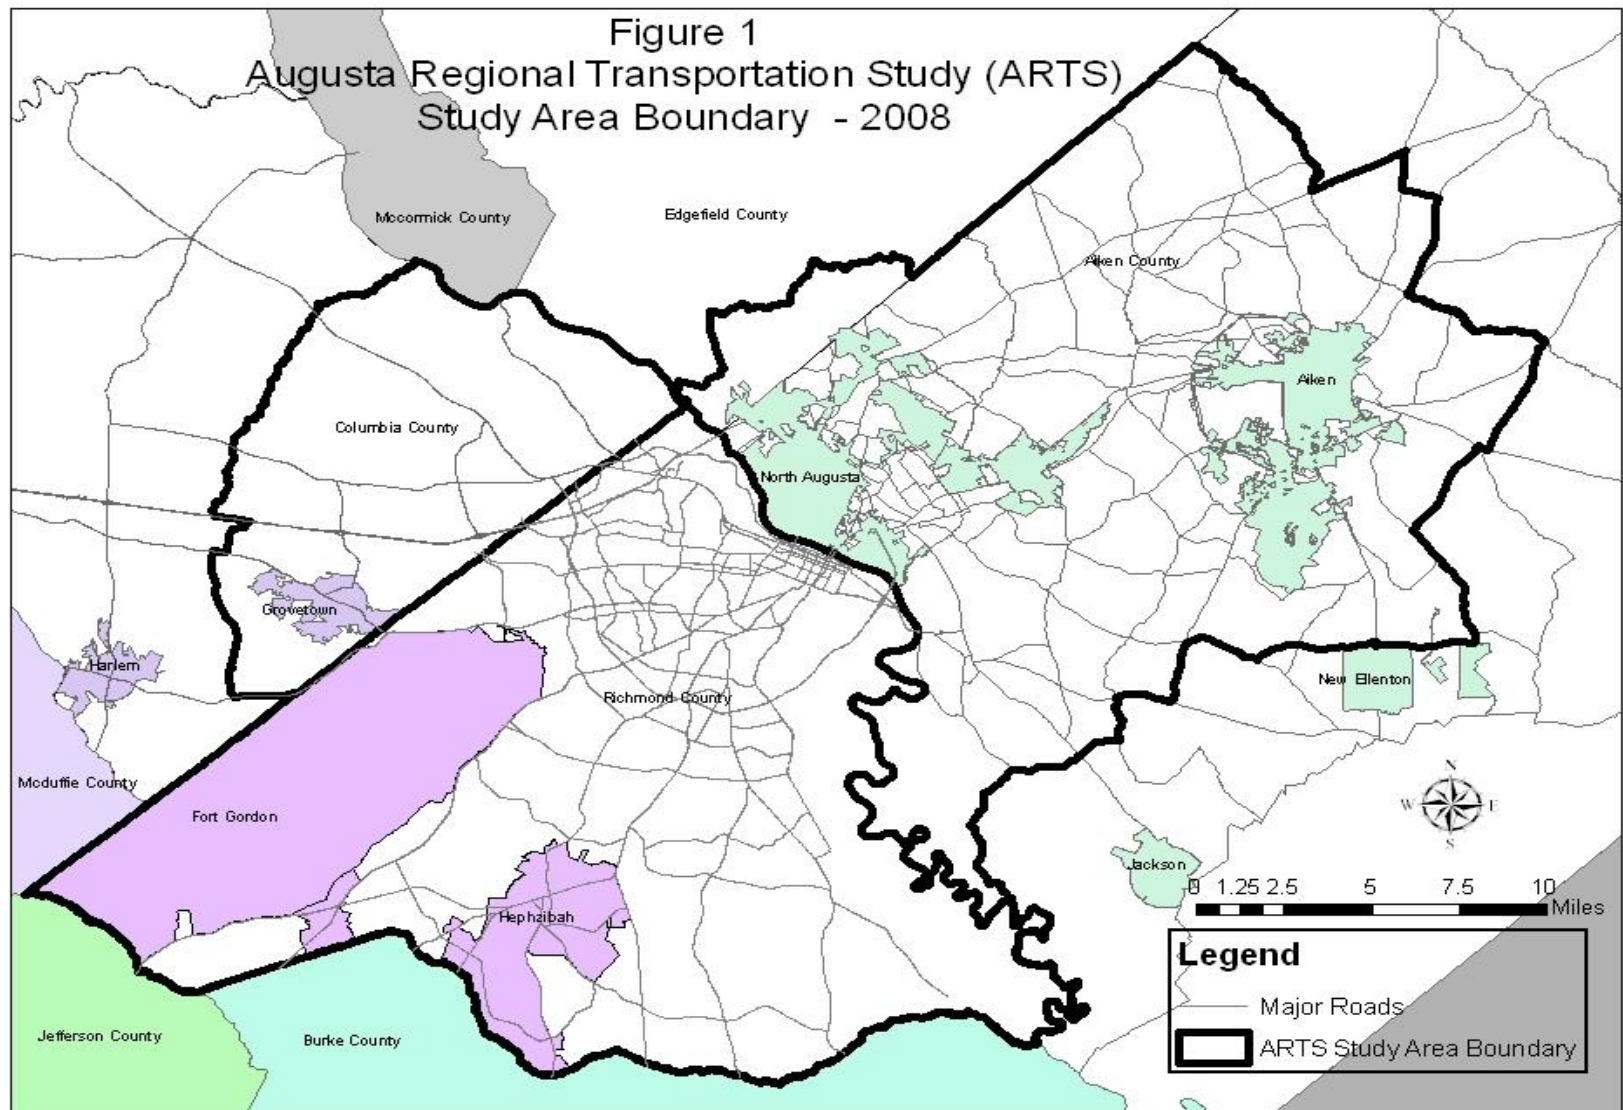 Figure 1
Augusta Regional Transportation Study (ARTS)
Study Area Boundary - 2008
Mccormick County
Edgefield County
Aiken County
Aiken
Columbia County
North Augusta
Grovetown
Harlem
New Ellenton
Richmond County
Mcduffie County
Fort Gordon
N
W E
S
Jackson
0 1.25 2.5 5 7.5 10
Miles
Hephzibah
Legend
Major Roads
ARTS Study Area Boundary
Jefferson County
Burke County